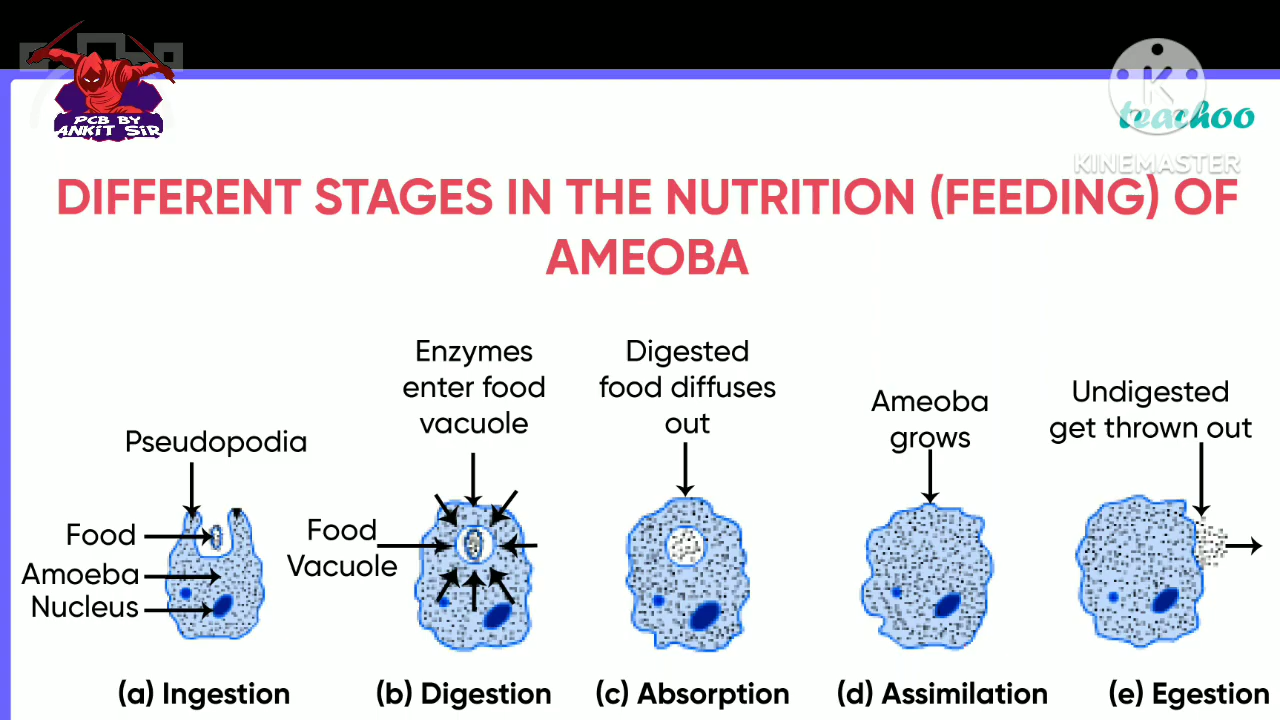 PCB BY
ANKIT SIR
teachoo
KINEMASTER
DIFFERENT STAGES IN THE NUTRITION (FEEDING) OF
AMEOBA
Enzymes
enter food
vacuole
Digested
food diffuses
out
Ameoba
grows
Undigested
get thrown out
Pseudopodia
Food
Amoeba
Nucleus
Food
Vacuole
(a) Ingestion
(b) Digestion
(c) Absorption
(d) Assimilation
(e) Egestion